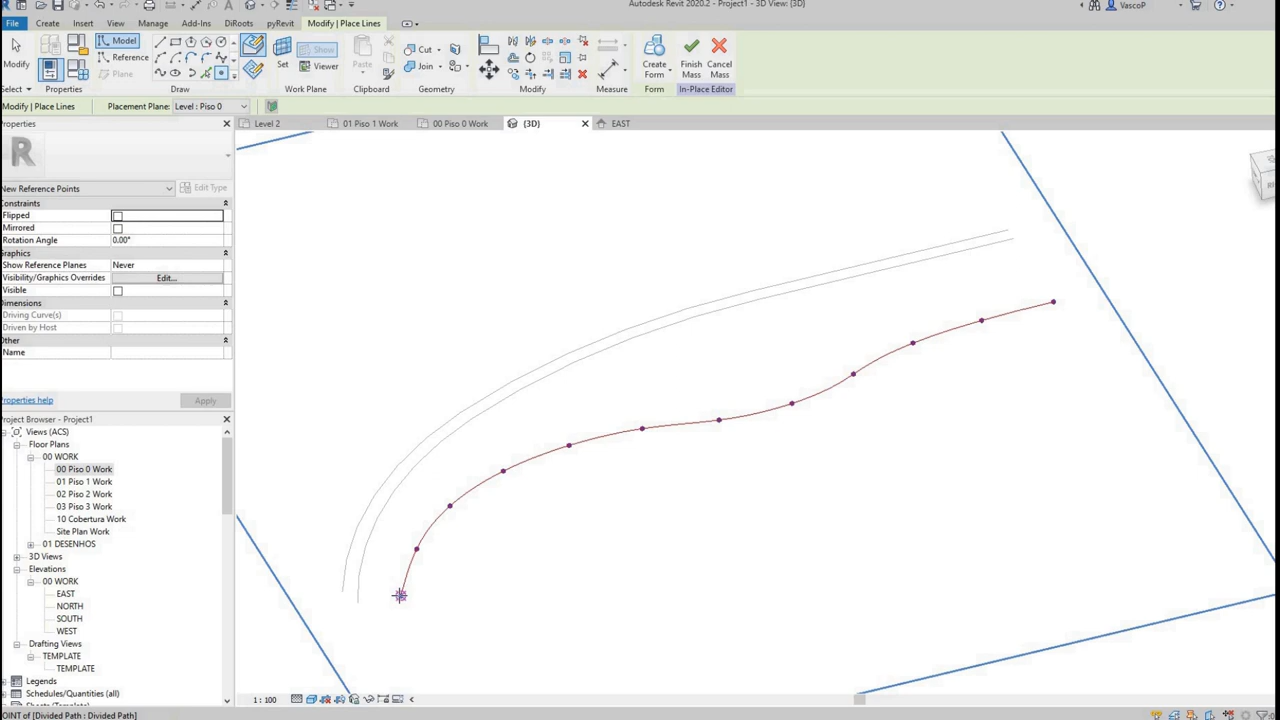 Autodesk Revit 2020.2 - Project1 - 3D View: {3D}
VascoP
File Create Insert View Manage Add-Ins DiRoots pyRevit Modify | Place Lines
Modify
Model
Reference
Plane
Set
Show
Viewer
Paste
Cut
Join
Create
Form
Finish
Mass
Cancel
Mass
Select Properties Draw Work Plane Clipboard Geometry Modify Measure Form In-Place Editor
Modify | Place Lines Placement Plane: Level : Piso 0
Properties
Level 2 01 Piso 1 Work 00 Piso 0 Work {3D} EAST
New Reference Points Edit Type
Constraints
Flipped
Mirrored
Rotation Angle 0.00°
Graphics
Show Reference Planes Never
Visibility/Graphics Overrides Edit...
Visible
Dimensions
Driving Curve(s)
Driven by Host
Other
Name
Properties help Apply
Project Browser - Project1
Views (ACS)
Floor Plans
00 WORK
00 Piso 0 Work
01 Piso 1 Work
02 Piso 2 Work
03 Piso 3 Work
10 Cobertura Work
Site Plan Work
01 DESENHOS
3D Views
Elevations
00 WORK
EAST
NORTH
SOUTH
WEST
Drafting Views
TEMPLATE
TEMPLATE
Legends
Schedules/Quantities (all)
1 : 100
OINT of [Divided Path : Divided Path]